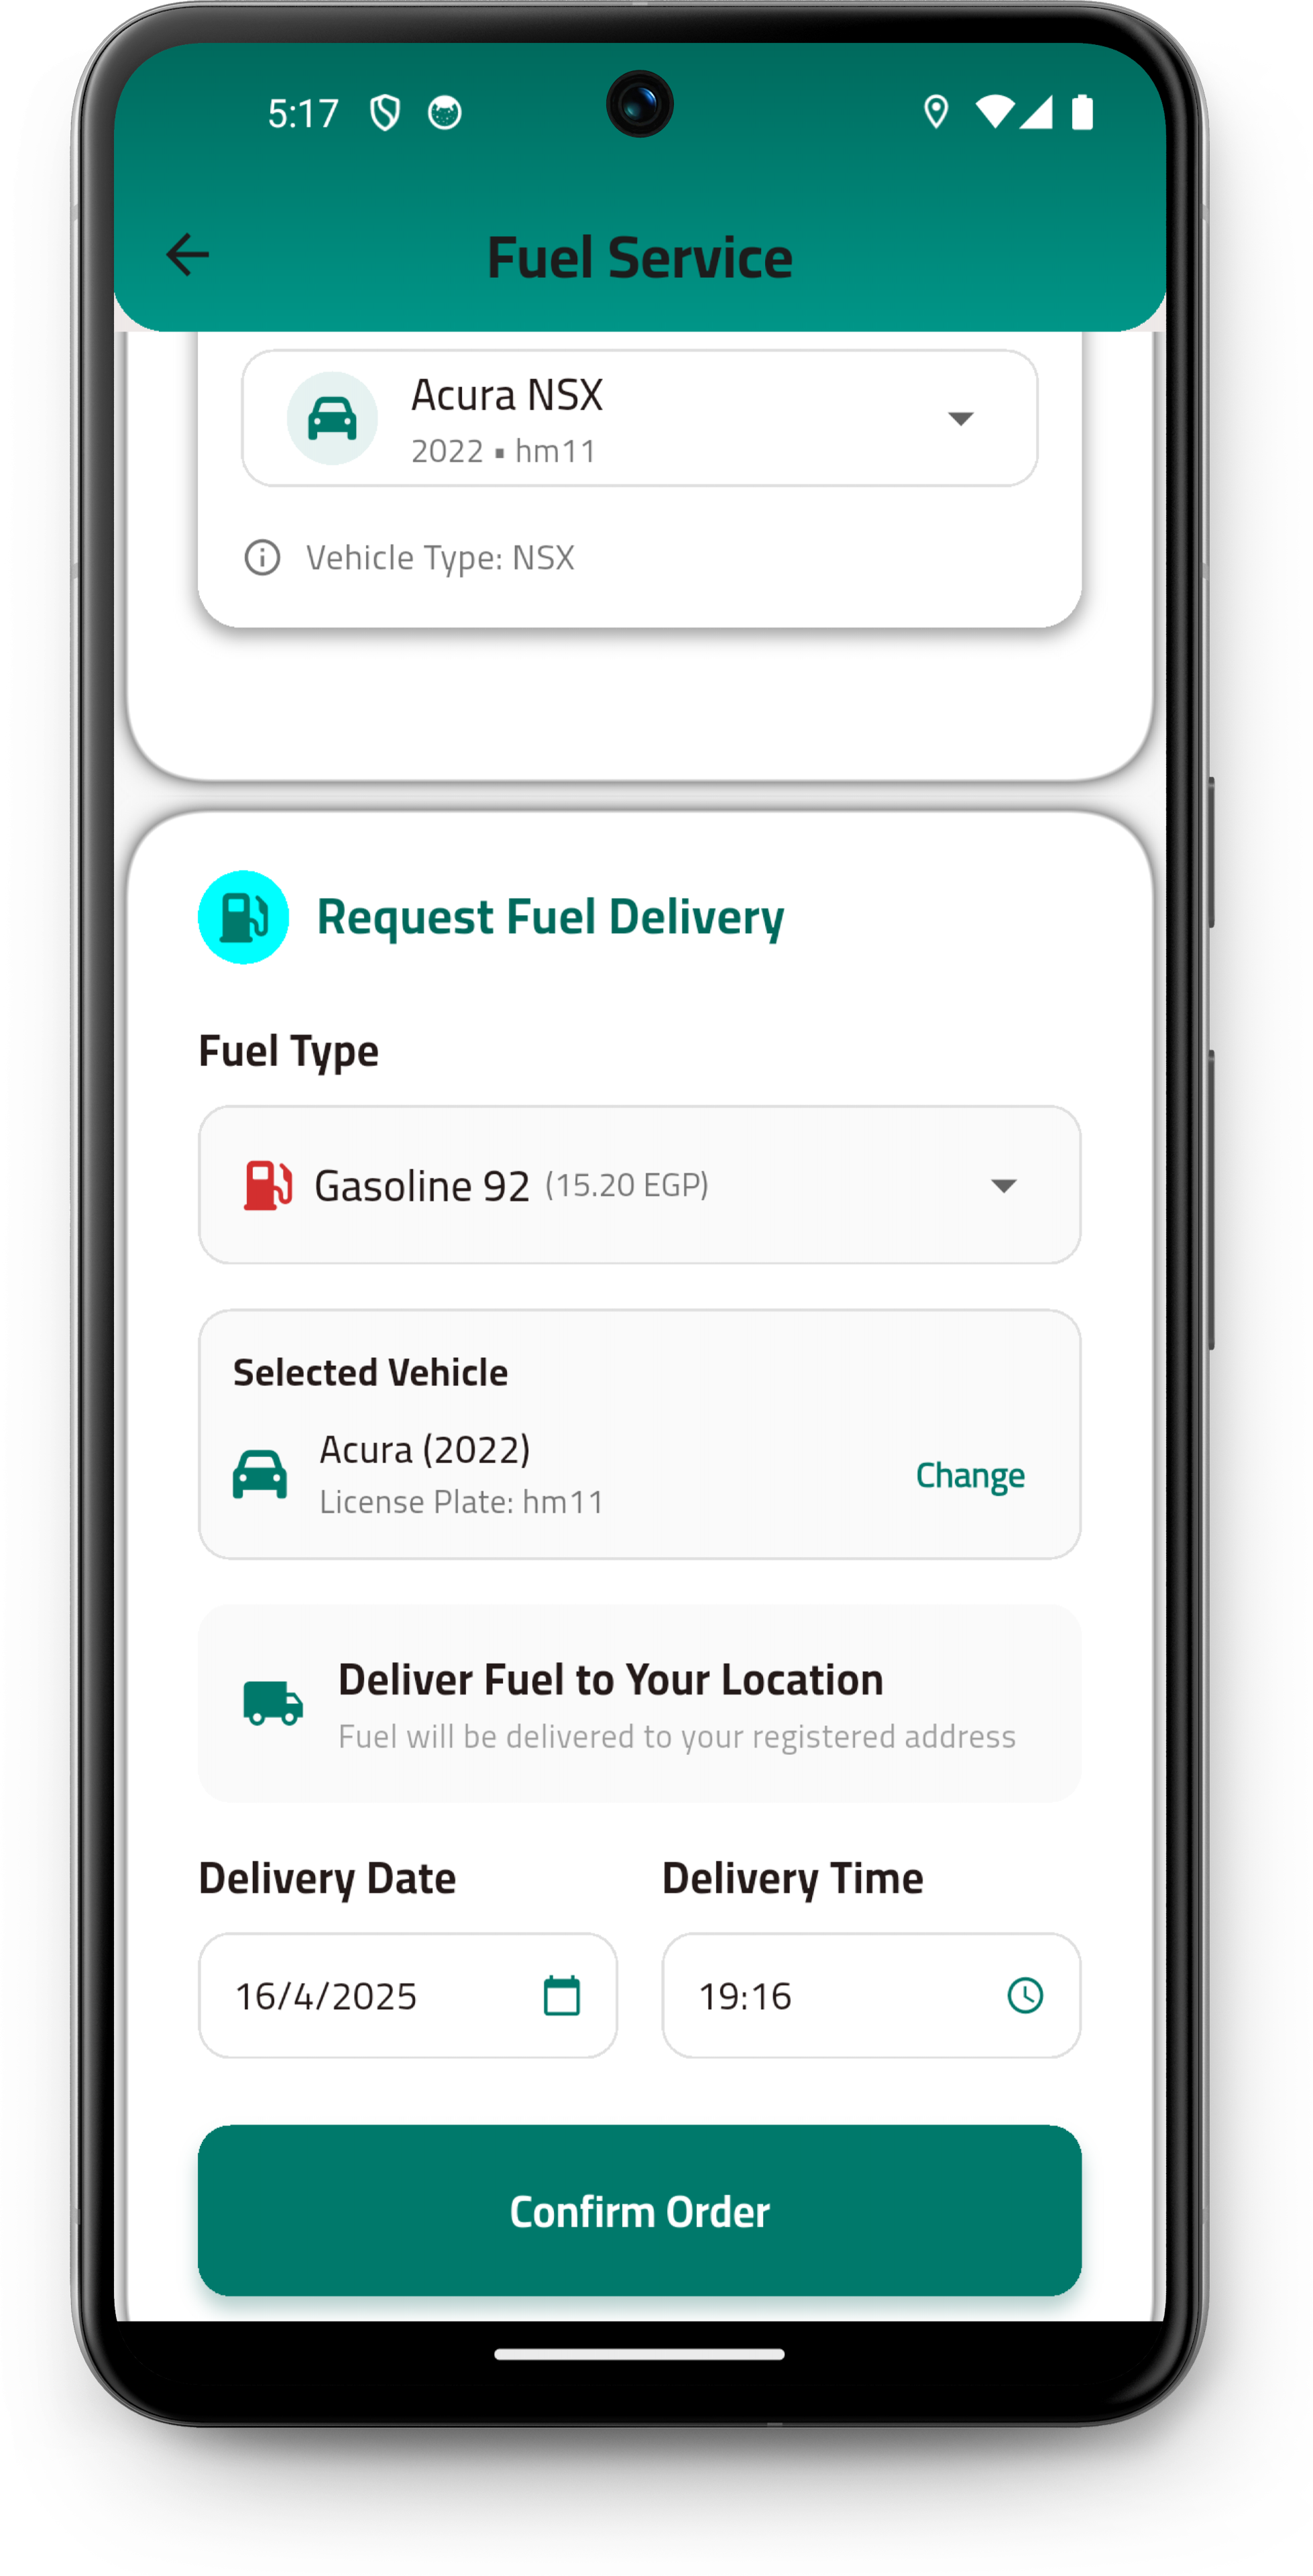 5:17
Fuel Service
Acura NSX
2022 ▪ hm11
Vehicle Type: NSX
Request Fuel Delivery
Fuel Type
Gasoline 92 (15.20 EGP)
Selected Vehicle
Acura (2022)
License Plate: hm11
Change
Deliver Fuel to Your Location
Fuel will be delivered to your registered address
Delivery Date
Delivery Time
16/4/2025
19:16
Confirm Order